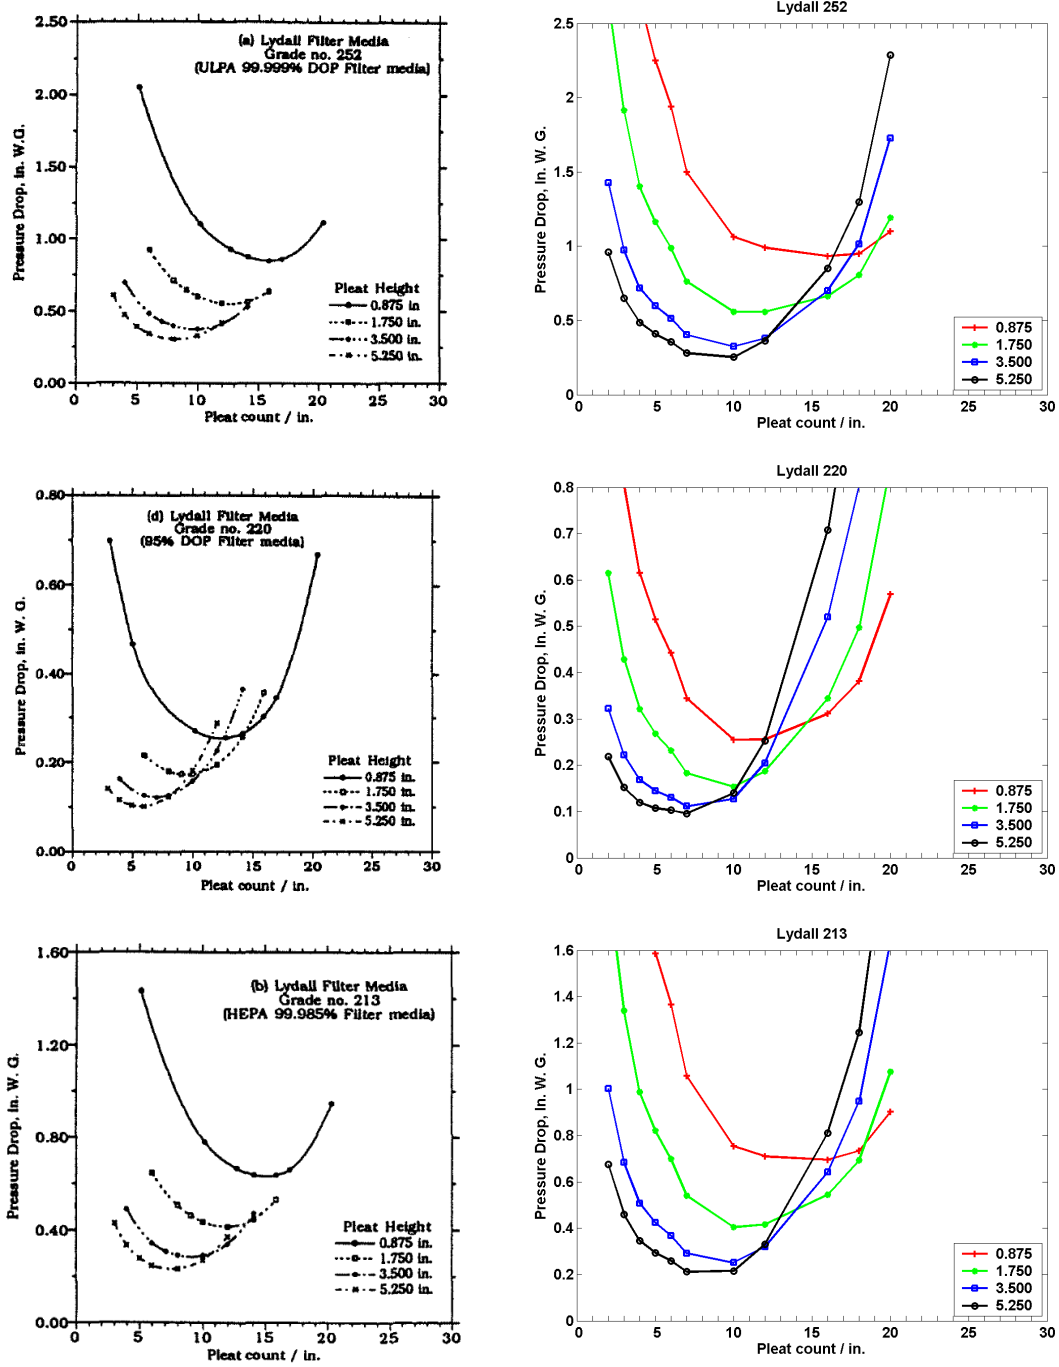 (a) Lydall Filter Media
Grade no. 252
(ULPA 99.999% DOP Filter media)
Pressure Drop, in. W.G.
2.50
2.00
1.50
1.00
0.50
0.00
Pleat Height
0.875 in
1.750 in.
3.500 in.
5.250 in.
0 5 10 15 20 25 30
Pleat count / in.
Lydall 252
Pressure Drop, In. W. G.
2.5
2
1.5
1
0.5
0
0.875
1.750
3.500
5.250
0 5 10 15 20 25 30
Pleat count / in.
(d) Lydall Filter Media
Grade no. 220
(95% DOP Filter media)
Pressure Drop, in. W. G.
0.80
0.60
0.40
0.20
0.00
Pleat Height
0.875 in.
1.750 in.
3.500 in.
5.250 in.
0 5 10 15 20 25 30
Pleat count / in.
Lydall 220
Pressure Drop, In. W. G.
0.8
0.7
0.6
0.5
0.4
0.3
0.2
0.1
0
0.875
1.750
3.500
5.250
0 5 10 15 20 25 30
Pleat count / in.
(b) Lydall Filter Media
Grade no. 213
(HEPA 99.985% Filter media)
Pressure Drop, in. W. G.
1.60
1.20
0.80
0.40
0.00
Pleat Height
0.875 in.
1.750 in.
3.500 in.
5.250 in.
0 5 10 15 20 25 30
Pleat count / in.
Lydall 213
Pressure Drop, In. W. G.
1.6
1.4
1.2
1
0.8
0.6
0.4
0.2
0
0.875
1.750
3.500
5.250
0 5 10 15 20 25 30
Pleat count / in.